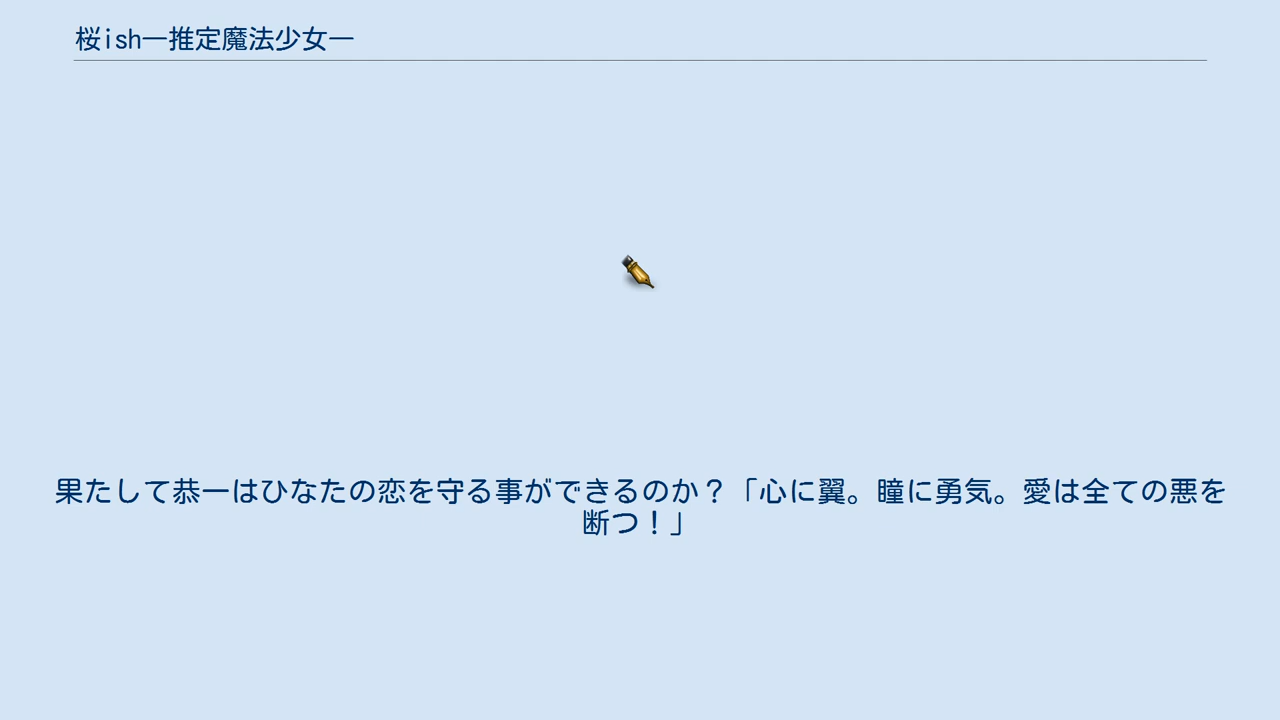 桜ish―推定魔法少女―
果たして恭一はひなたの恋を守る事ができるのか？「心に翼。瞳に勇気。愛は全ての悪を
断つ！」